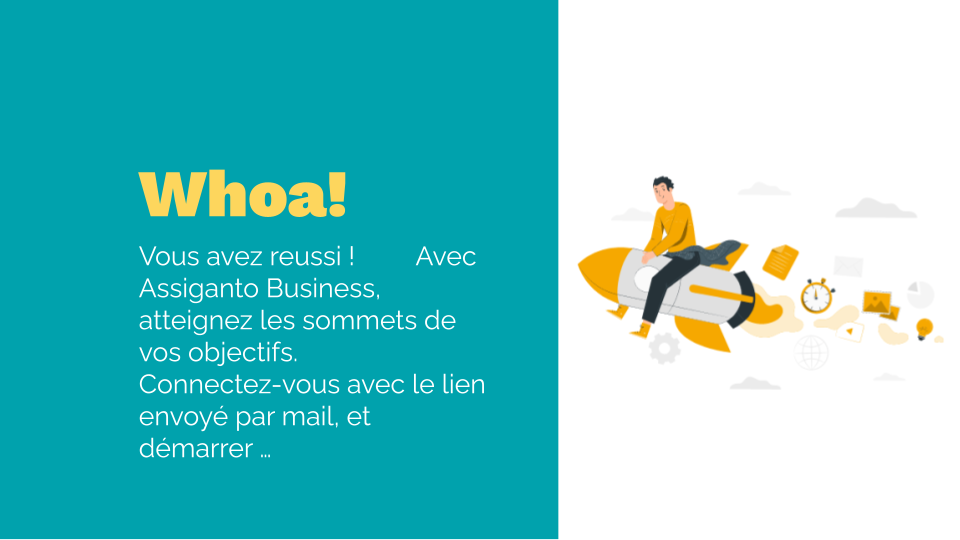 Whoa!
Vous avez reussi ! Avec
Assiganto Business,
atteignez les sommets de
vos objectifs.
Connectez-vous avec le lien
envoyé par mail, et
démarrer …